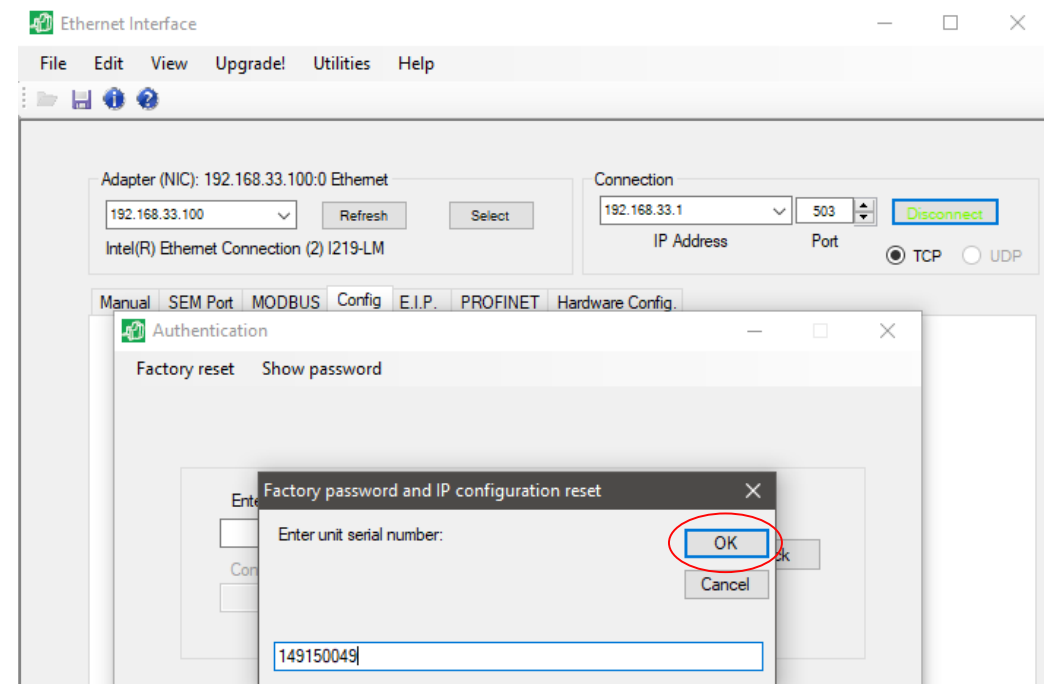 Ethernet Interface
File Edit View Upgrade! Utilities Help
Adapter (NIC): 192.168.33.100:0 Ethernet
192.168.33.100 Refresh Select
Intel(R) Ethernet Connection (2) I219-LM
Connection
192.168.33.1 503 Disconnect
IP Address Port TCP UDP
Manual SEM Port MODBUS Config E.I.P. PROFINET Hardware Config.
Authentication
Factory reset Show password
Factory password and IP configuration reset
Enter unit serial number:
OK
Cancel
149150049